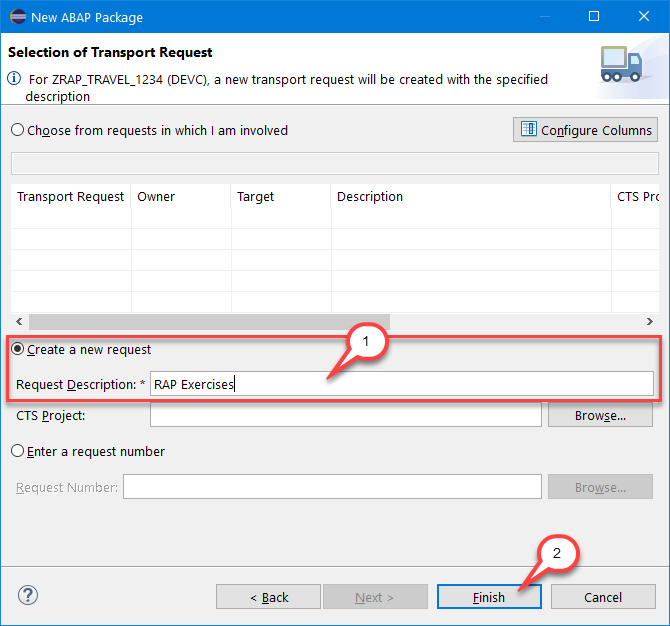 New ABAP Package
Selection of Transport Request
For ZRAP_TRAVEL_1234 (DEVC), a new transport request will be created with the specified
description
Choose from requests in which I am involved
Configure Columns
Transport Request Owner Target Description CTS Pro
1
Create a new request
Request Description: * RAP Exercises
CTS Project: Browse...
Enter a request number
Request Number: Browse...
2
? < Back Next > Finish Cancel